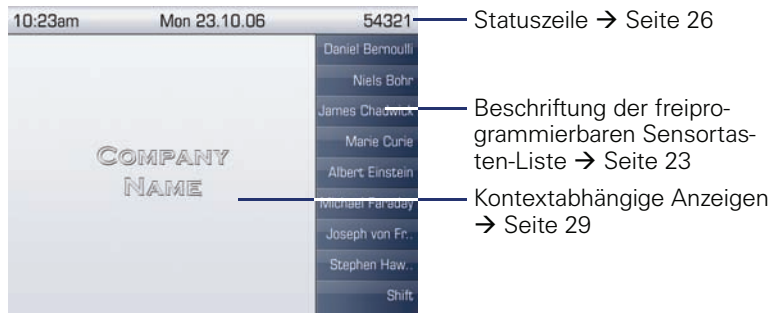 10:23am Mon 23.10.06 54321
Statuszeile → Seite 26
Daniel Bernoulli
Niels Bohr
James Chadwick
Marie Curie
Albert Einstein
Michael Faraday
Joseph von Fr..
Stephen Haw..
Shift
COMPANY
NAME
Beschriftung der freipro-
grammierbaren Sensortas-
ten-Liste → Seite 23
Kontextabhängige Anzeigen
→ Seite 29